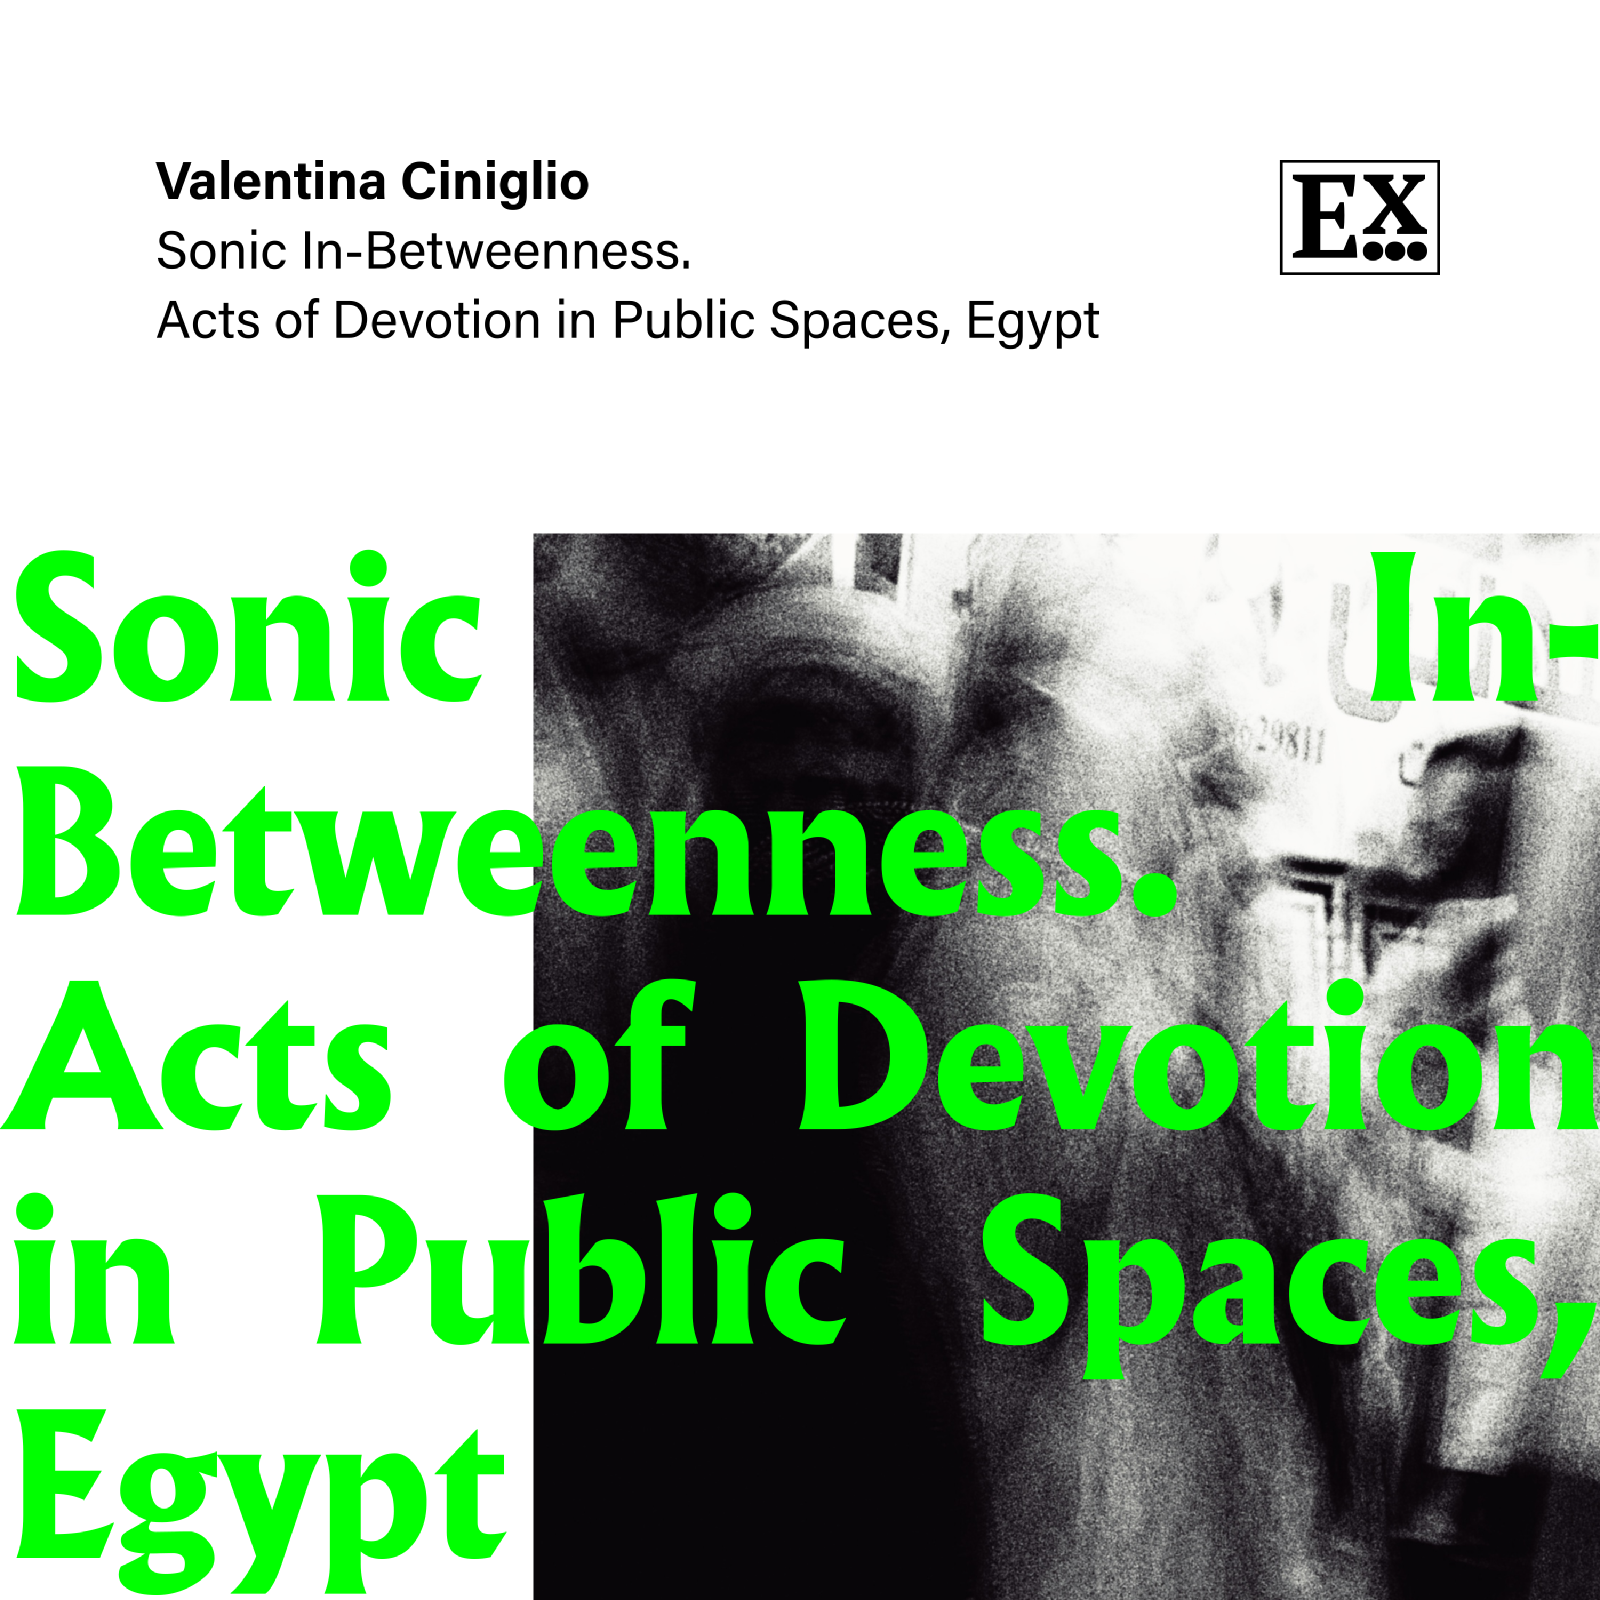 Valentina Ciniglio
Sonic In-Betweenness.
Acts of Devotion in Public Spaces, Egypt
EX...
Sonic In-
Betweenness.
Acts of Devotion
in Public Spaces,
Egypt
29811